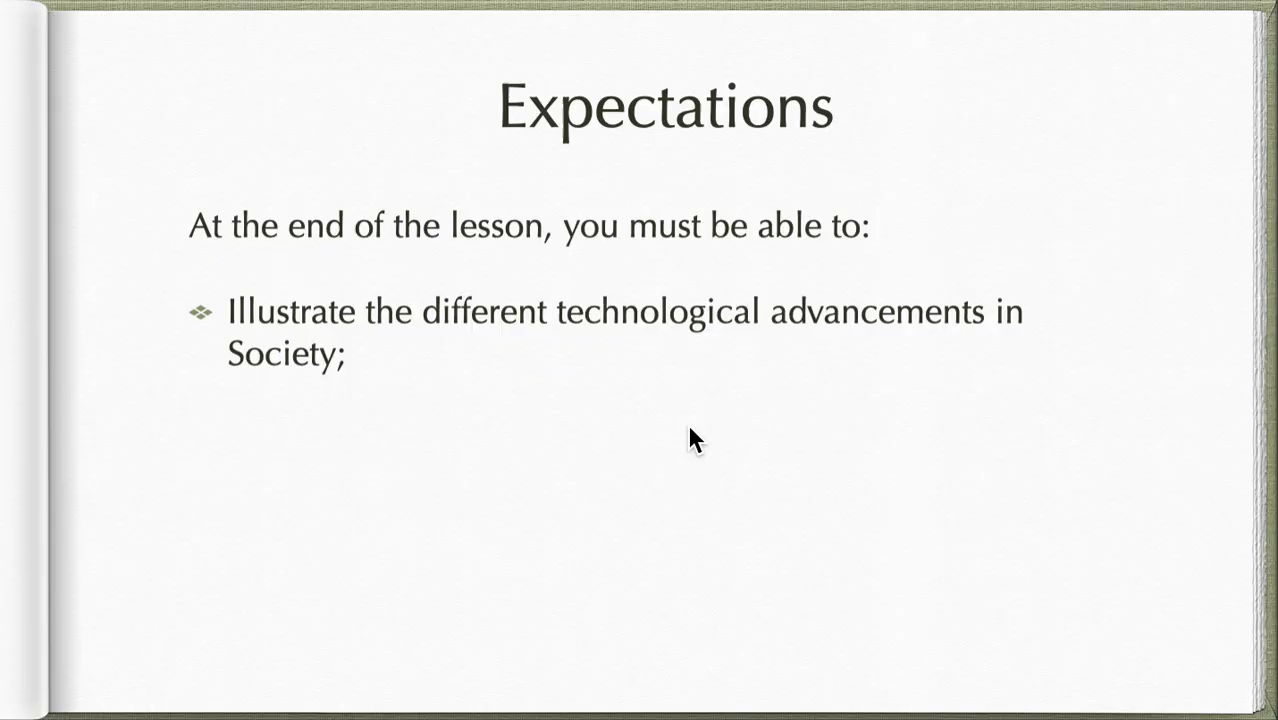 Expectations
At the end of the lesson, you must be able to:
Illustrate the different technological advancements in
Society;